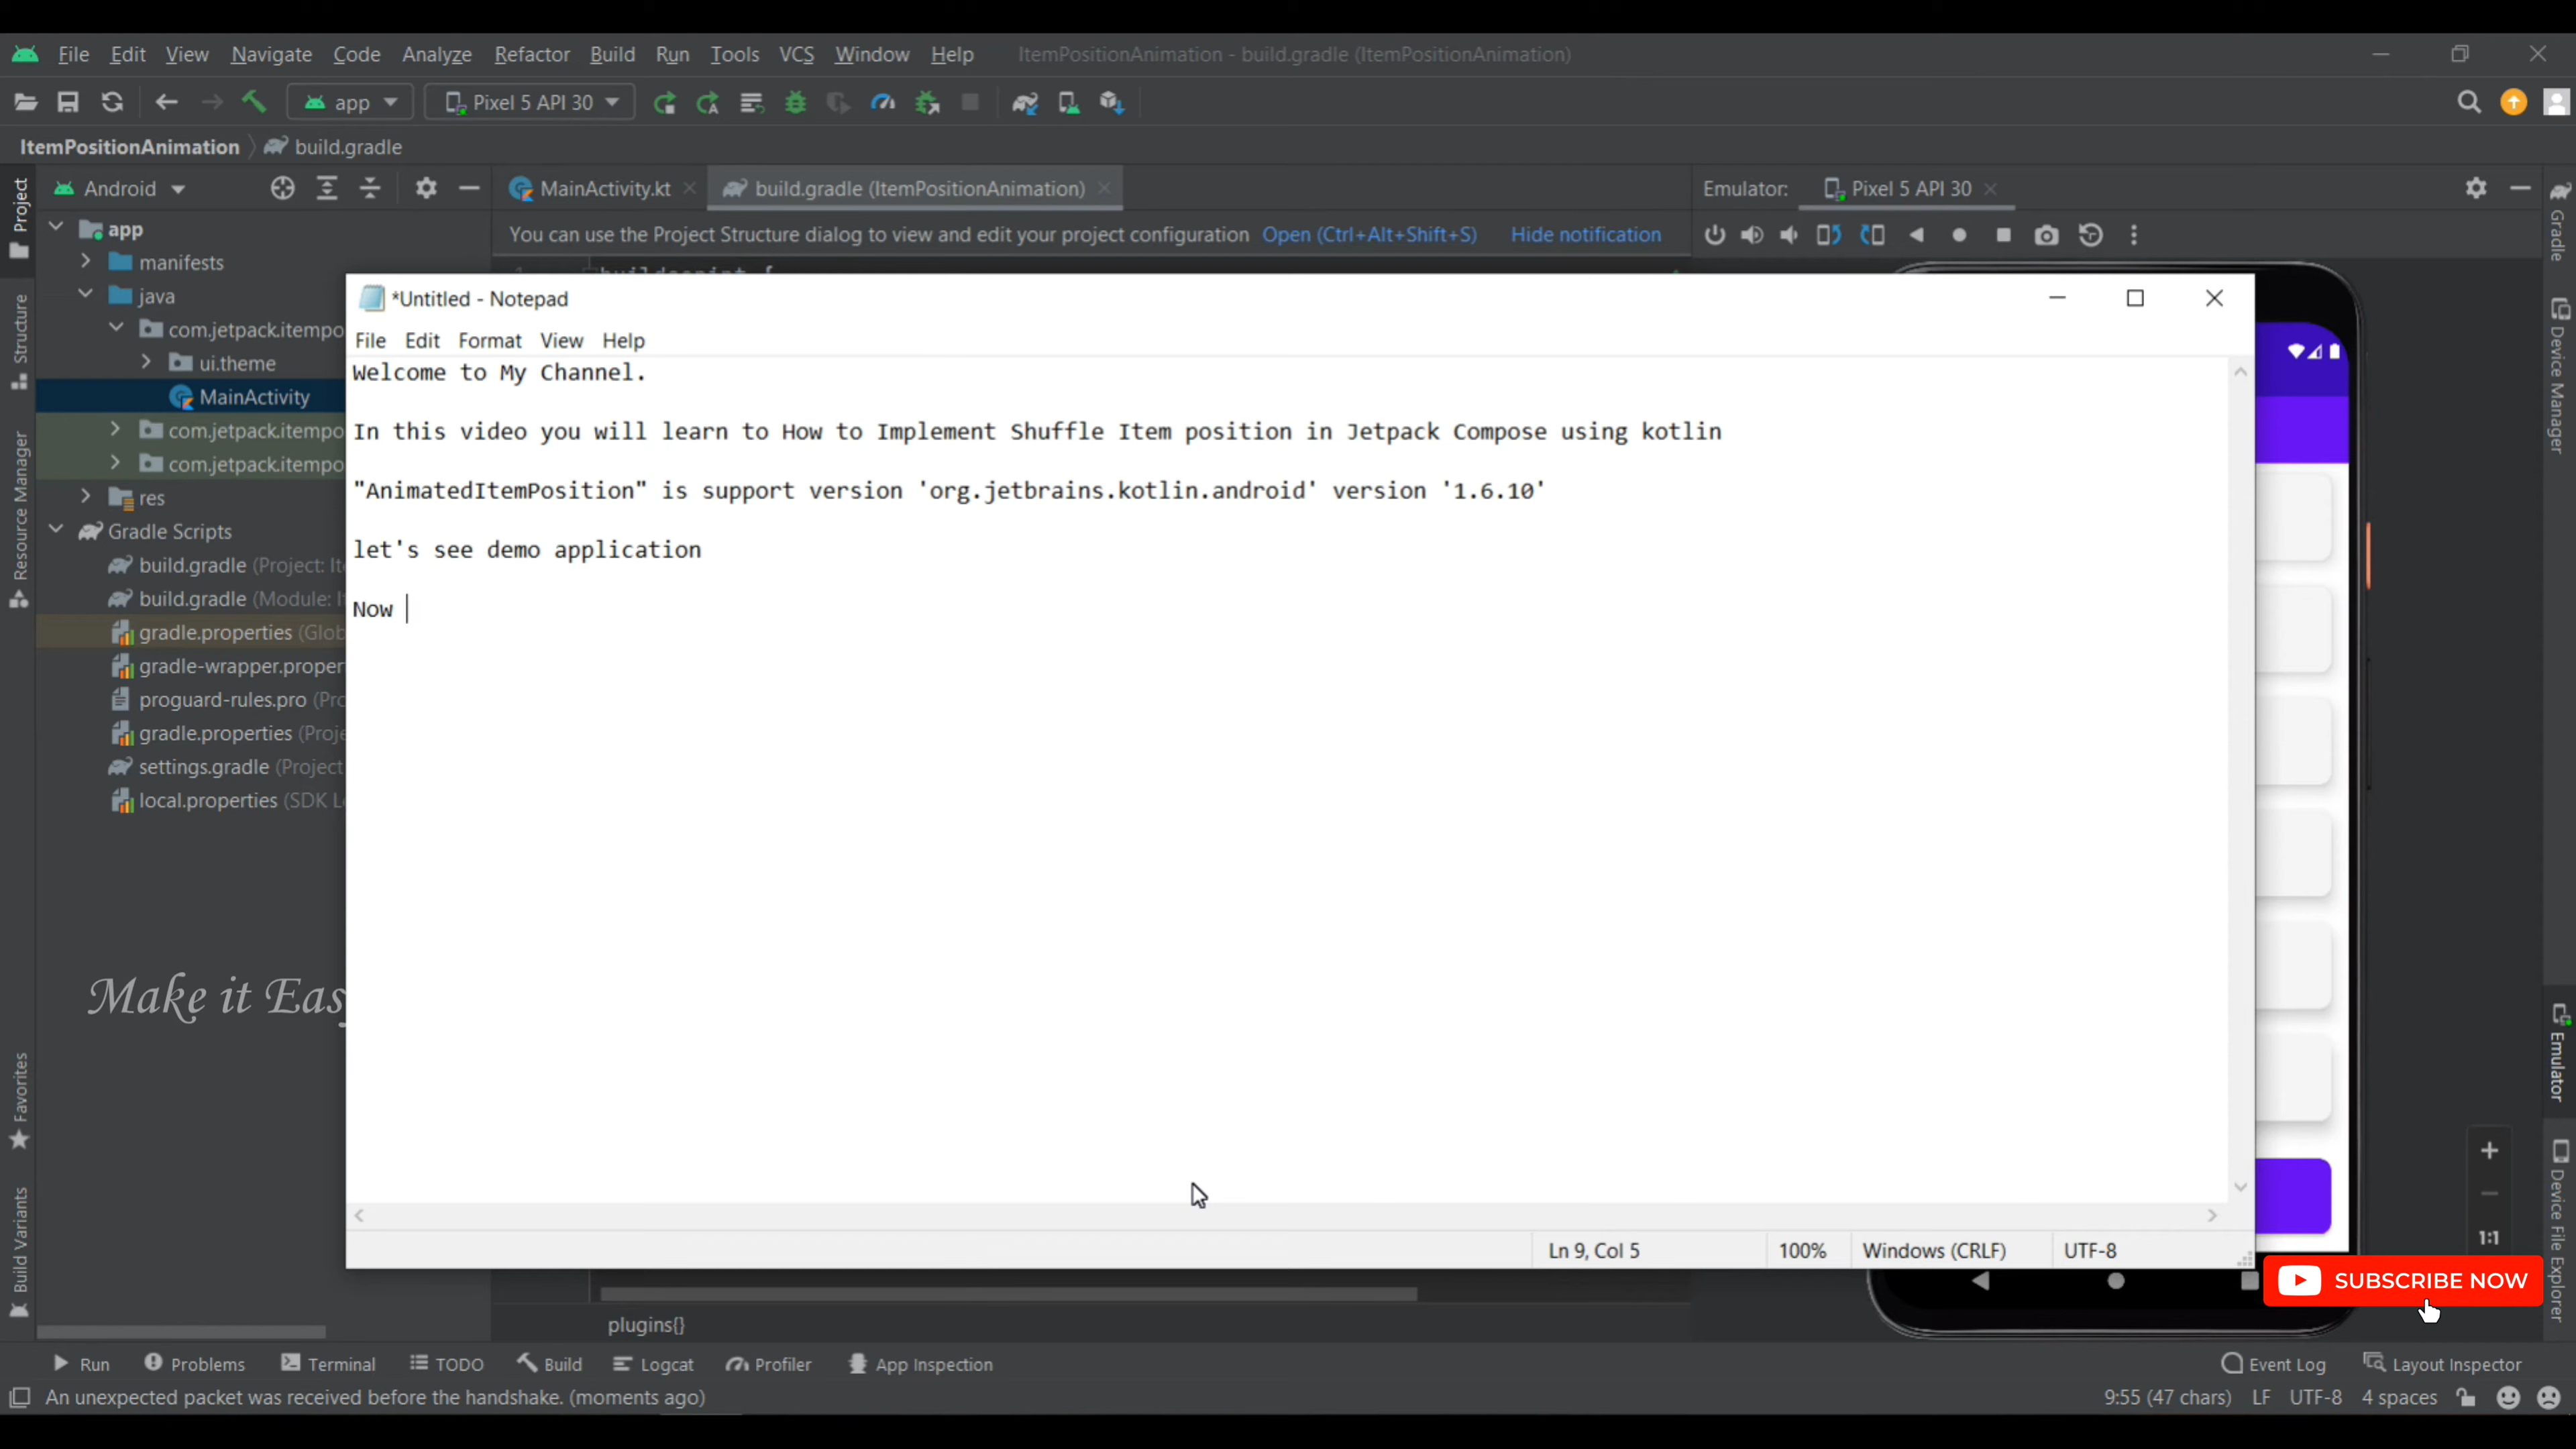 File Edit View Navigate Code Analyze Refactor Build Run Tools VCS Window Help ItemPositionAnimation - build.gradle (ItemPositionAnimation)
app Pixel 5 API 30
ItemPositionAnimation build.gradle
Project
Android
MainActivity.kt
build.gradle (ItemPositionAnimation)
Emulator: Pixel 5 API 30
Gradle
app
You can use the Project Structure dialog to view and edit your project configuration Open (Ctrl+Alt+Shift+S) Hide notification
manifests
java
*Untitled - Notepad
com.jetpack.itempo
File Edit Format View Help
Structure
Device Manager
ui.theme
Welcome to My Channel.
MainActivity
com.jetpack.itempo
In this video you will learn to How to Implement Shuffle Item position in Jetpack Compose using kotlin
com.jetpack.itempo
"AnimatedItemPosition" is support version 'org.jetbrains.kotlin.android' version '1.6.10'
res
Resource Manager
Gradle Scripts
let's see demo application
build.gradle (Project: Ite
build.gradle (Module: I
Now
gradle.properties (Glob
gradle-wrapper.proper
proguard-rules.pro (Pro
gradle.properties (Proje
settings.gradle (Project
local.properties (SDK Lo
Make it Easy
Favorites
Emulator
Build Variants
Device File Explorer
1:1
Ln 9, Col 5 100% Windows (CRLF) UTF-8
SUBSCRIBE NOW
plugins{}
Run Problems Terminal TODO Build Logcat Profiler App Inspection Event Log Layout Inspector
An unexpected packet was received before the handshake. (moments ago) 9:55 (47 chars) LF UTF-8 4 spaces